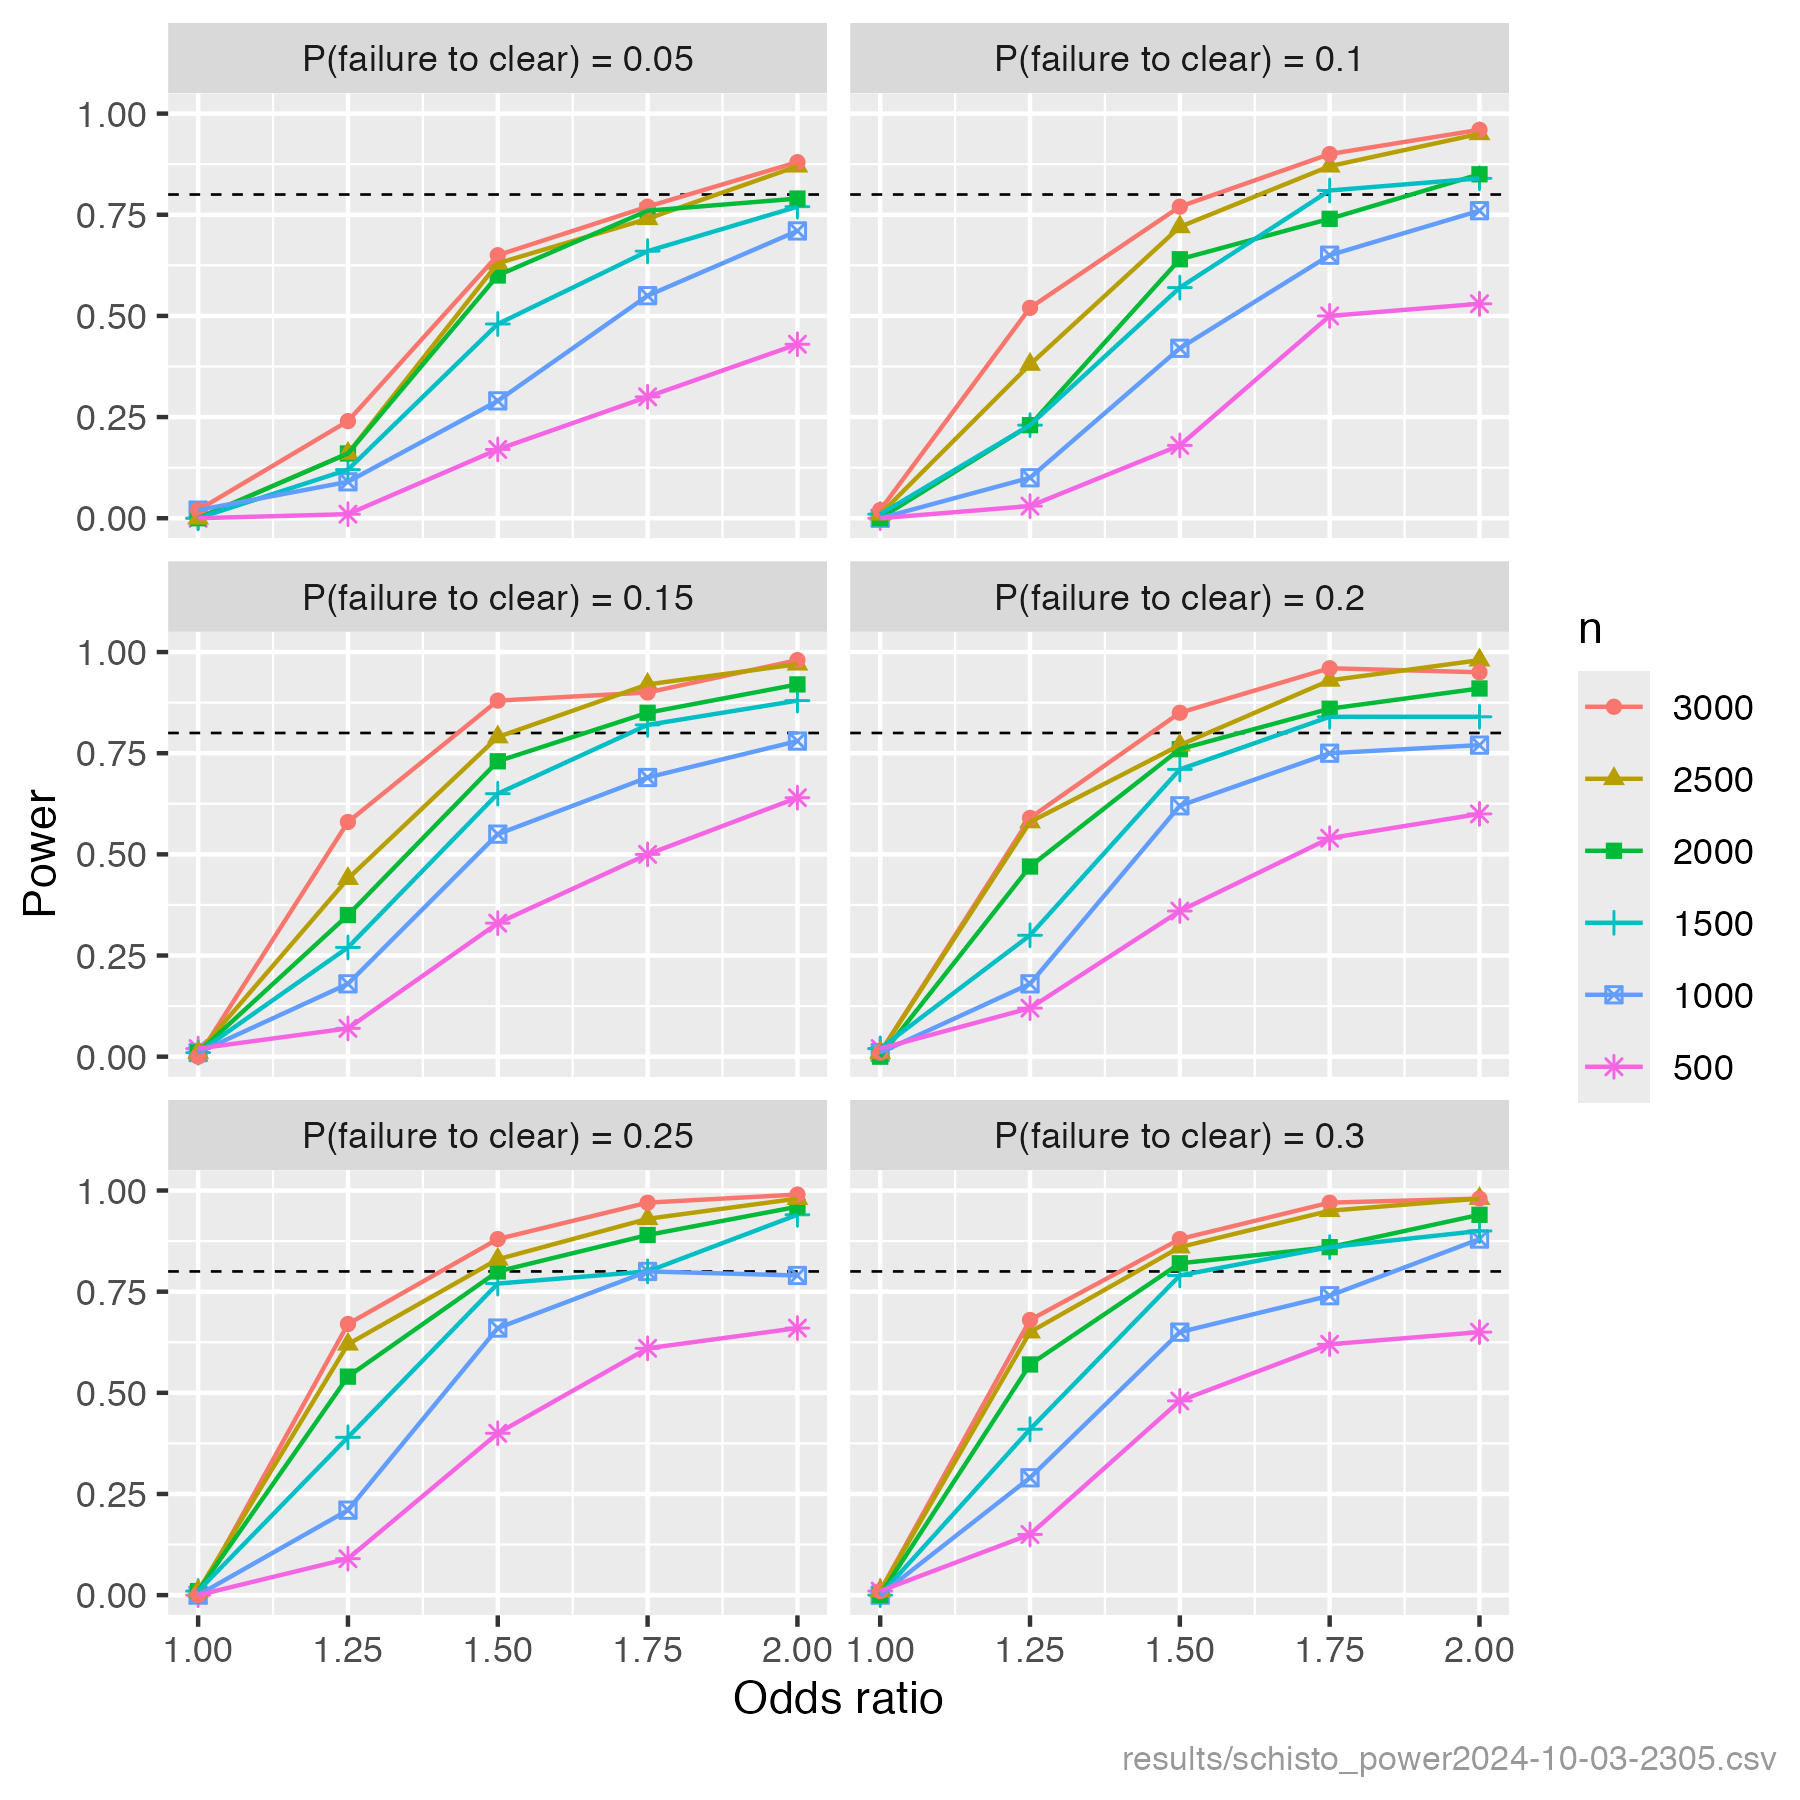 P(failure to clear) = 0.05
P(failure to clear) = 0.1
1.00
0.75
0.50
0.25
0.00
P(failure to clear) = 0.15
P(failure to clear) = 0.2
1.00
0.75
0.50
0.25
0.00
P(failure to clear) = 0.25
P(failure to clear) = 0.3
1.00
0.75
0.50
0.25
0.00
1.00 1.25 1.50 1.75 2.00
1.00 1.25 1.50 1.75 2.00
Power
Odds ratio
n
3000
2500
2000
1500
1000
500
results/schisto_power2024-10-03-2305.csv